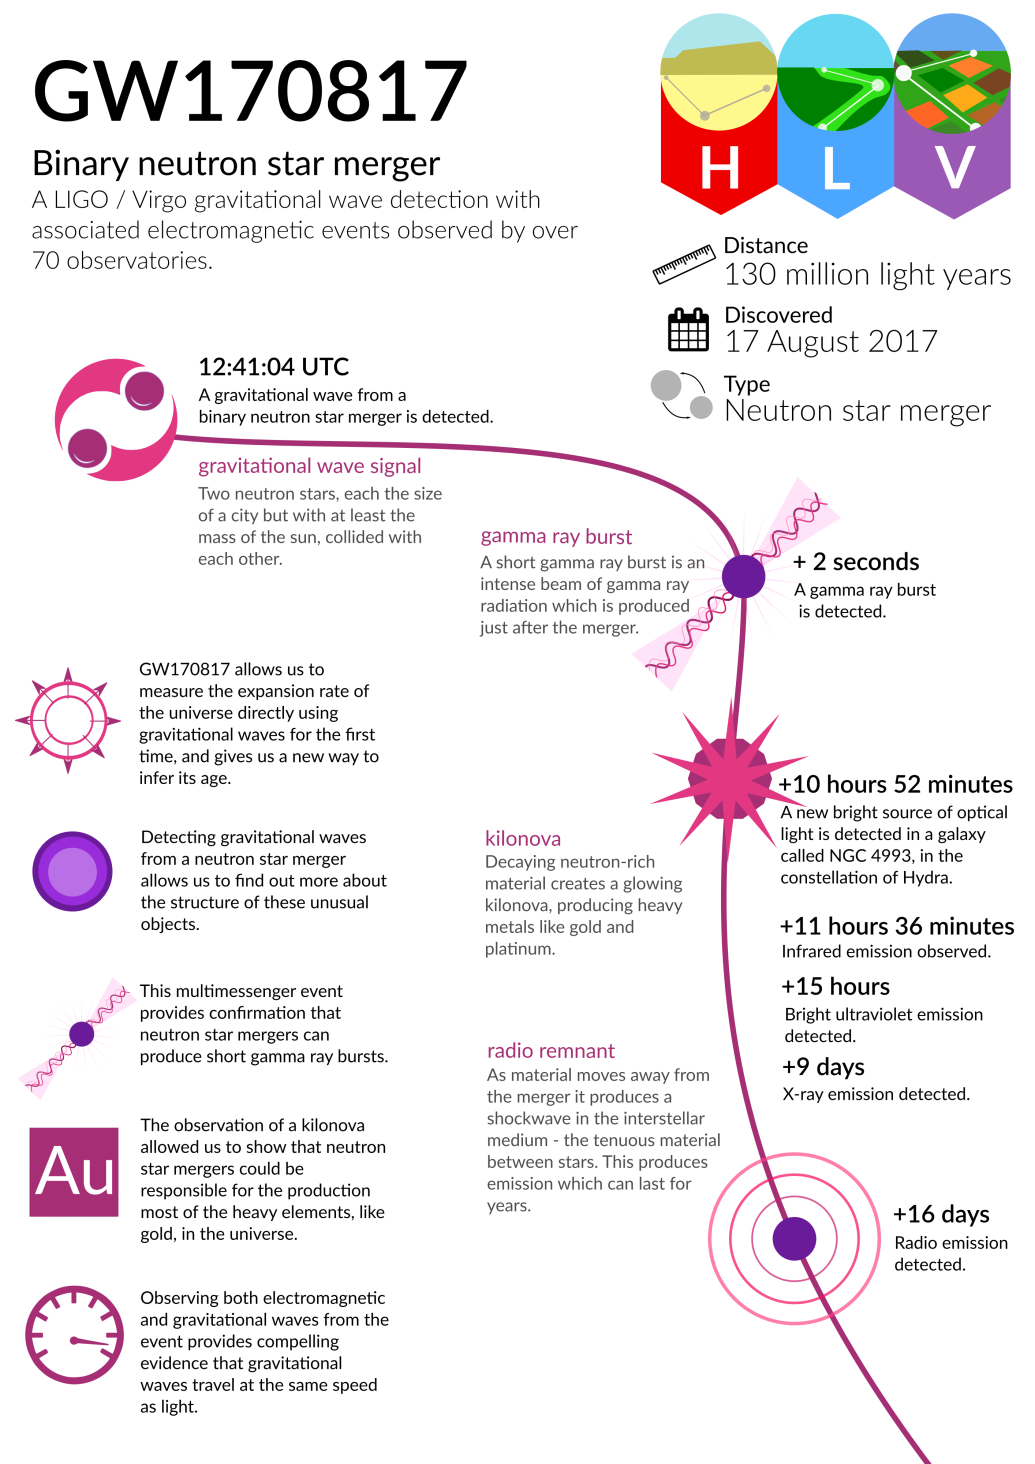 GW170817
Binary neutron star merger
A LIGO / Virgo gravitational wave detection with
associated electromagnetic events observed by over
70 observatories.
H L V
Distance
130 million light years
Discovered
17 August 2017
Type
Neutron star merger
12:41:04 UTC
A gravitational wave from a
binary neutron star merger is detected.
gravitational wave signal
Two neutron stars, each the size
of a city but with at least the
mass of the sun, collided with
each other.
gamma ray burst
A short gamma ray burst is an
intense beam of gamma ray
radiation which is produced
just after the merger.
+ 2 seconds
A gamma ray burst
is detected.
GW170817 allows us to
measure the expansion rate of
the universe directly using
gravitational waves for the first
time, and gives us a new way to
infer its age.
+10 hours 52 minutes
A new bright source of optical
light is detected in a galaxy
called NGC 4993, in the
constellation of Hydra.
Detecting gravitational waves
from a neutron star merger
allows us to find out more about
the structure of these unusual
objects.
kilonova
Decaying neutron-rich
material creates a glowing
kilonova, producing heavy
metals like gold and
platinum.
+11 hours 36 minutes
Infrared emission observed.
+15 hours
Bright ultraviolet emission
detected.
+9 days
X-ray emission detected.
This multimessenger event
provides confirmation that
neutron star mergers can
produce short gamma ray bursts.
radio remnant
As material moves away from
the merger it produces a
shockwave in the interstellar
medium - the tenuous material
between stars. This produces
emission which can last for
years.
Au
The observation of a kilonova
allowed us to show that neutron
star mergers could be
responsible for the production
most of the heavy elements, like
gold, in the universe.
+16 days
Radio emission
detected.
Observing both electromagnetic
and gravitational waves from the
event provides compelling
evidence that gravitational
waves travel at the same speed
as light.